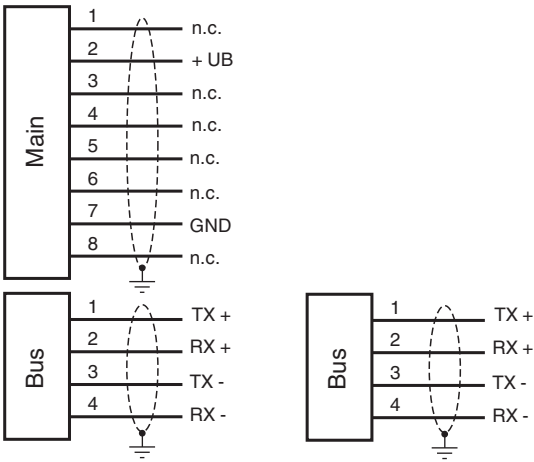 Main
1 n.c.
2 + UB
3 n.c.
4 n.c.
5 n.c.
6 n.c.
7 GND
8 n.c.
Bus
1 TX +
2 RX +
3 TX -
4 RX -
Bus
1 TX +
2 RX +
3 TX -
4 RX -